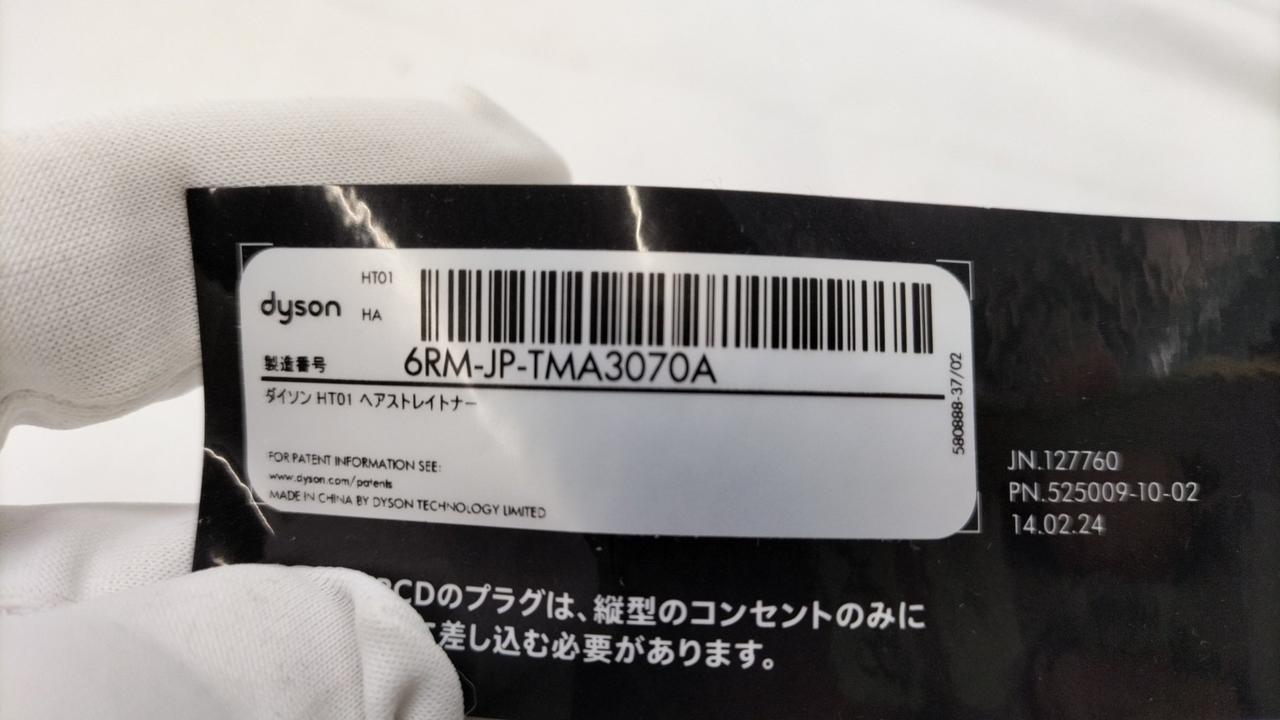 HT01
dyson
HA
製造番号 6RM-JP-TMA3070A
ダイソン HT01 ヘアストレイトナー
580888-37/02
FOR PATENT INFORMATION SEE:
www.dyson.com/patents
MADE IN CHINA BY DYSON TECHNOLOGY LIMITED
JN.127760
PN.525009-10-02
14.02.24
CDのプラグは、縦型のコンセントのみに
差し込む必要があります。